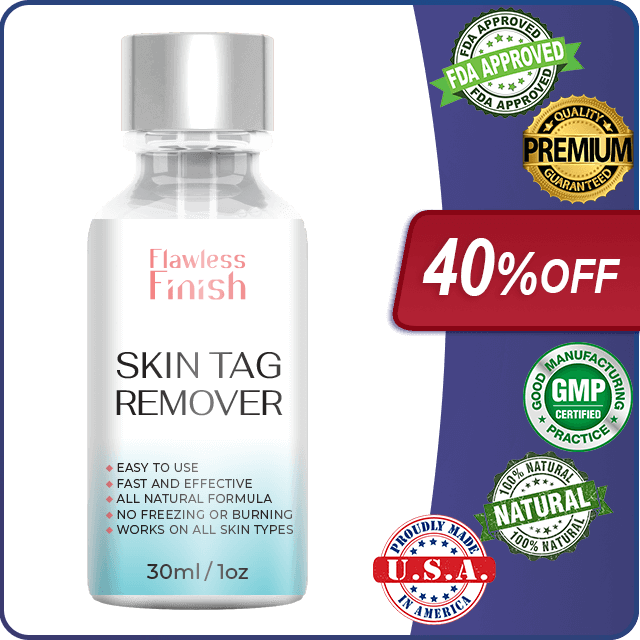 Flawless
Finish
SKIN TAG
REMOVER
EASY TO USE
FAST AND EFFECTIVE
ALL NATURAL FORMULA
NO FREEZING OR BURNING
WORKS ON ALL SKIN TYPES
30ml / 1oz
FDA APPROVED
FDA APPROVED
FDA APPROVED
QUALITY
PREMIUM
GUARANTEED
40% OFF
GOOD MANUFACTURING
GMP
CERTIFIED
PRACTICE
100% NATURAL
NATURAL
100% NATURAL
PROUDLY MADE
U.S.A.
IN AMERICA